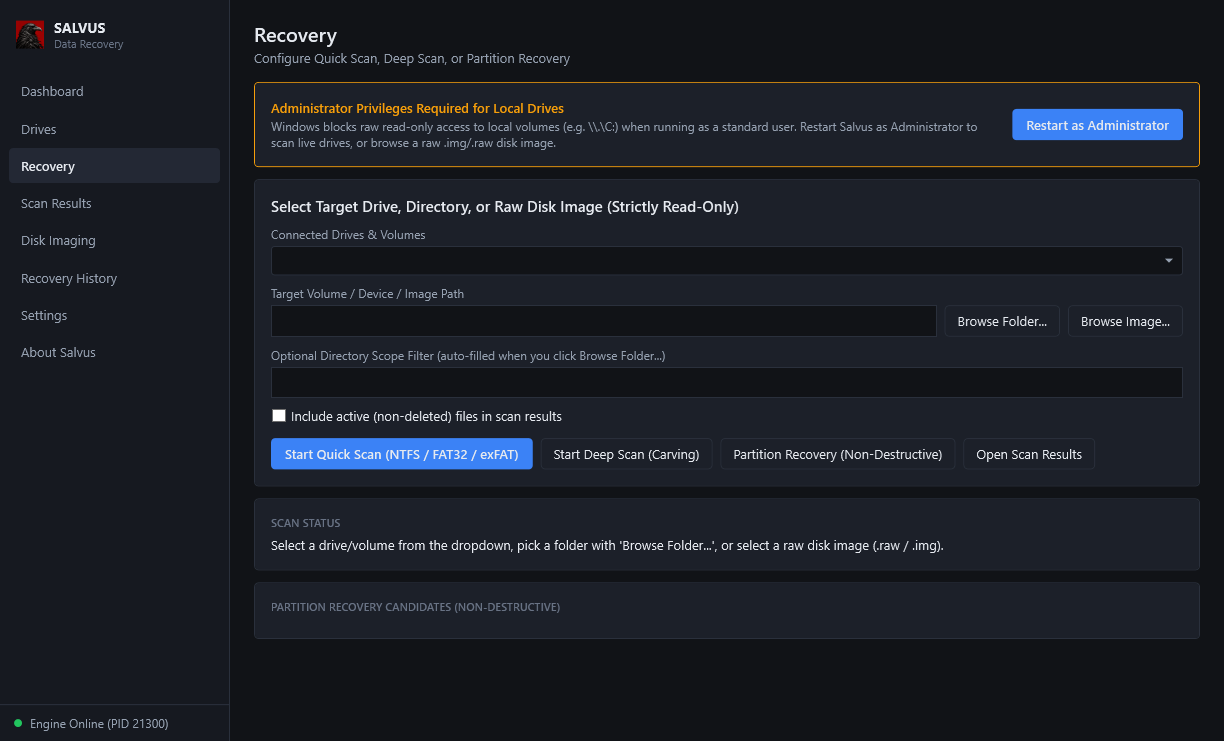 SALVUS
Data Recovery
Dashboard
Drives
Recovery
Scan Results
Disk Imaging
Recovery History
Settings
About Salvus
Engine Online (PID 21300)
Recovery
Configure Quick Scan, Deep Scan, or Partition Recovery
Administrator Privileges Required for Local Drives
Windows blocks raw read-only access to local volumes (e.g. \\.\C:) when running as a standard user. Restart Salvus as Administrator to
scan live drives, or browse a raw .img/.raw disk image.
Restart as Administrator
Select Target Drive, Directory, or Raw Disk Image (Strictly Read-Only)
Connected Drives & Volumes
Target Volume / Device / Image Path
Browse Folder...
Browse Image...
Optional Directory Scope Filter (auto-filled when you click Browse Folder...)
Include active (non-deleted) files in scan results
Start Quick Scan (NTFS / FAT32 / exFAT)
Start Deep Scan (Carving)
Partition Recovery (Non-Destructive)
Open Scan Results
SCAN STATUS
Select a drive/volume from the dropdown, pick a folder with 'Browse Folder...', or select a raw disk image (.raw / .img).
PARTITION RECOVERY CANDIDATES (NON-DESTRUCTIVE)